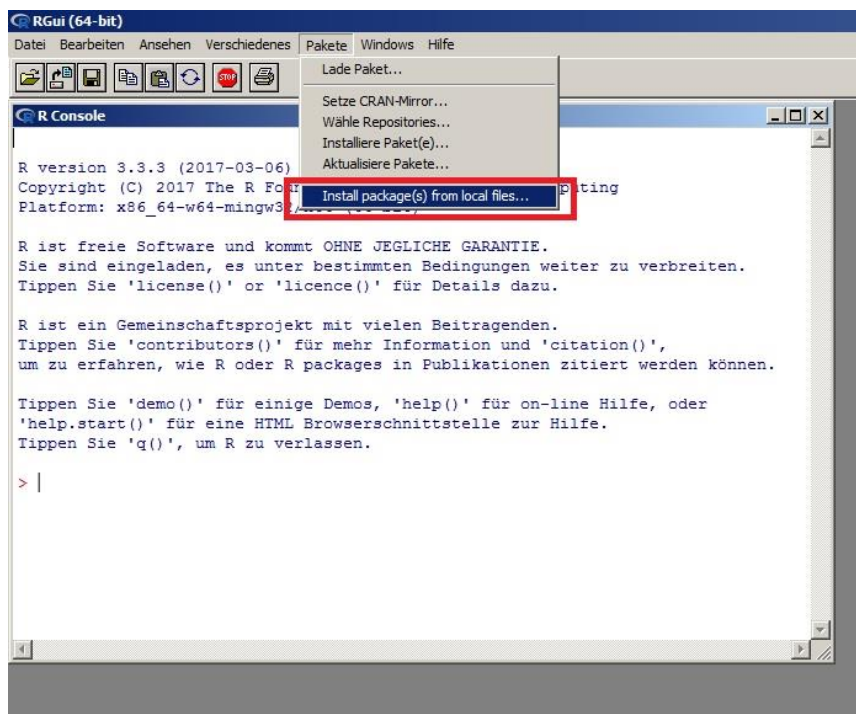 RGui (64-bit)
Datei Bearbeiten Ansehen Verschiedenes Pakete Windows Hilfe
STOP
Lade Paket...
Setze CRAN-Mirror...
Wähle Repositories...
Installiere Paket(e)...
Aktualisiere Pakete...
Install package(s) from local files...
R Console
R version 3.3.3 (2017-03-06)
Copyright (C) 2017 The R puting
Platform: x86_64-w64-mingw32/ (64-bit)
R ist freie Software und kommt OHNE JEGLICHE GARANTIE.
Sie sind eingeladen, es unter bestimmten Bedingungen weiter zu verbreiten.
Tippen Sie 'license()' or 'licence()' für Details dazu.
R ist ein Gemeinschaftsprojekt mit vielen Beitragenden.
Tippen Sie 'contributors()' für mehr Information und 'citation()',
um zu erfahren, wie R oder R packages in Publikationen zitiert werden können.
Tippen Sie 'demo()' für einige Demos, 'help()' für on-line Hilfe, oder
'help.start()' für eine HTML Browserschnittstelle zur Hilfe.
Tippen Sie 'q()', um R zu verlassen.
>